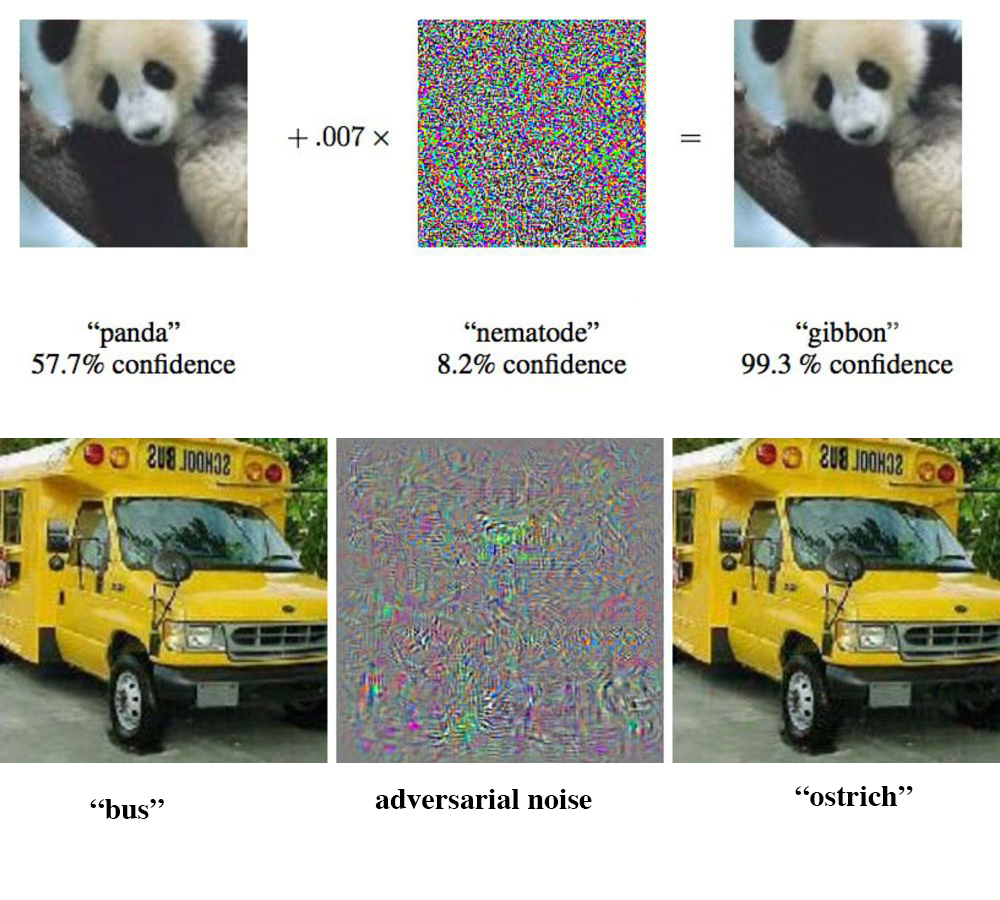 + .007 ×
=
“panda”
57.7% confidence
“nematode”
8.2% confidence
“gibbon”
99.3 % confidence
SCHOOL BUS
SCHOOL BUS
“bus”
adversarial noise
“ostrich”